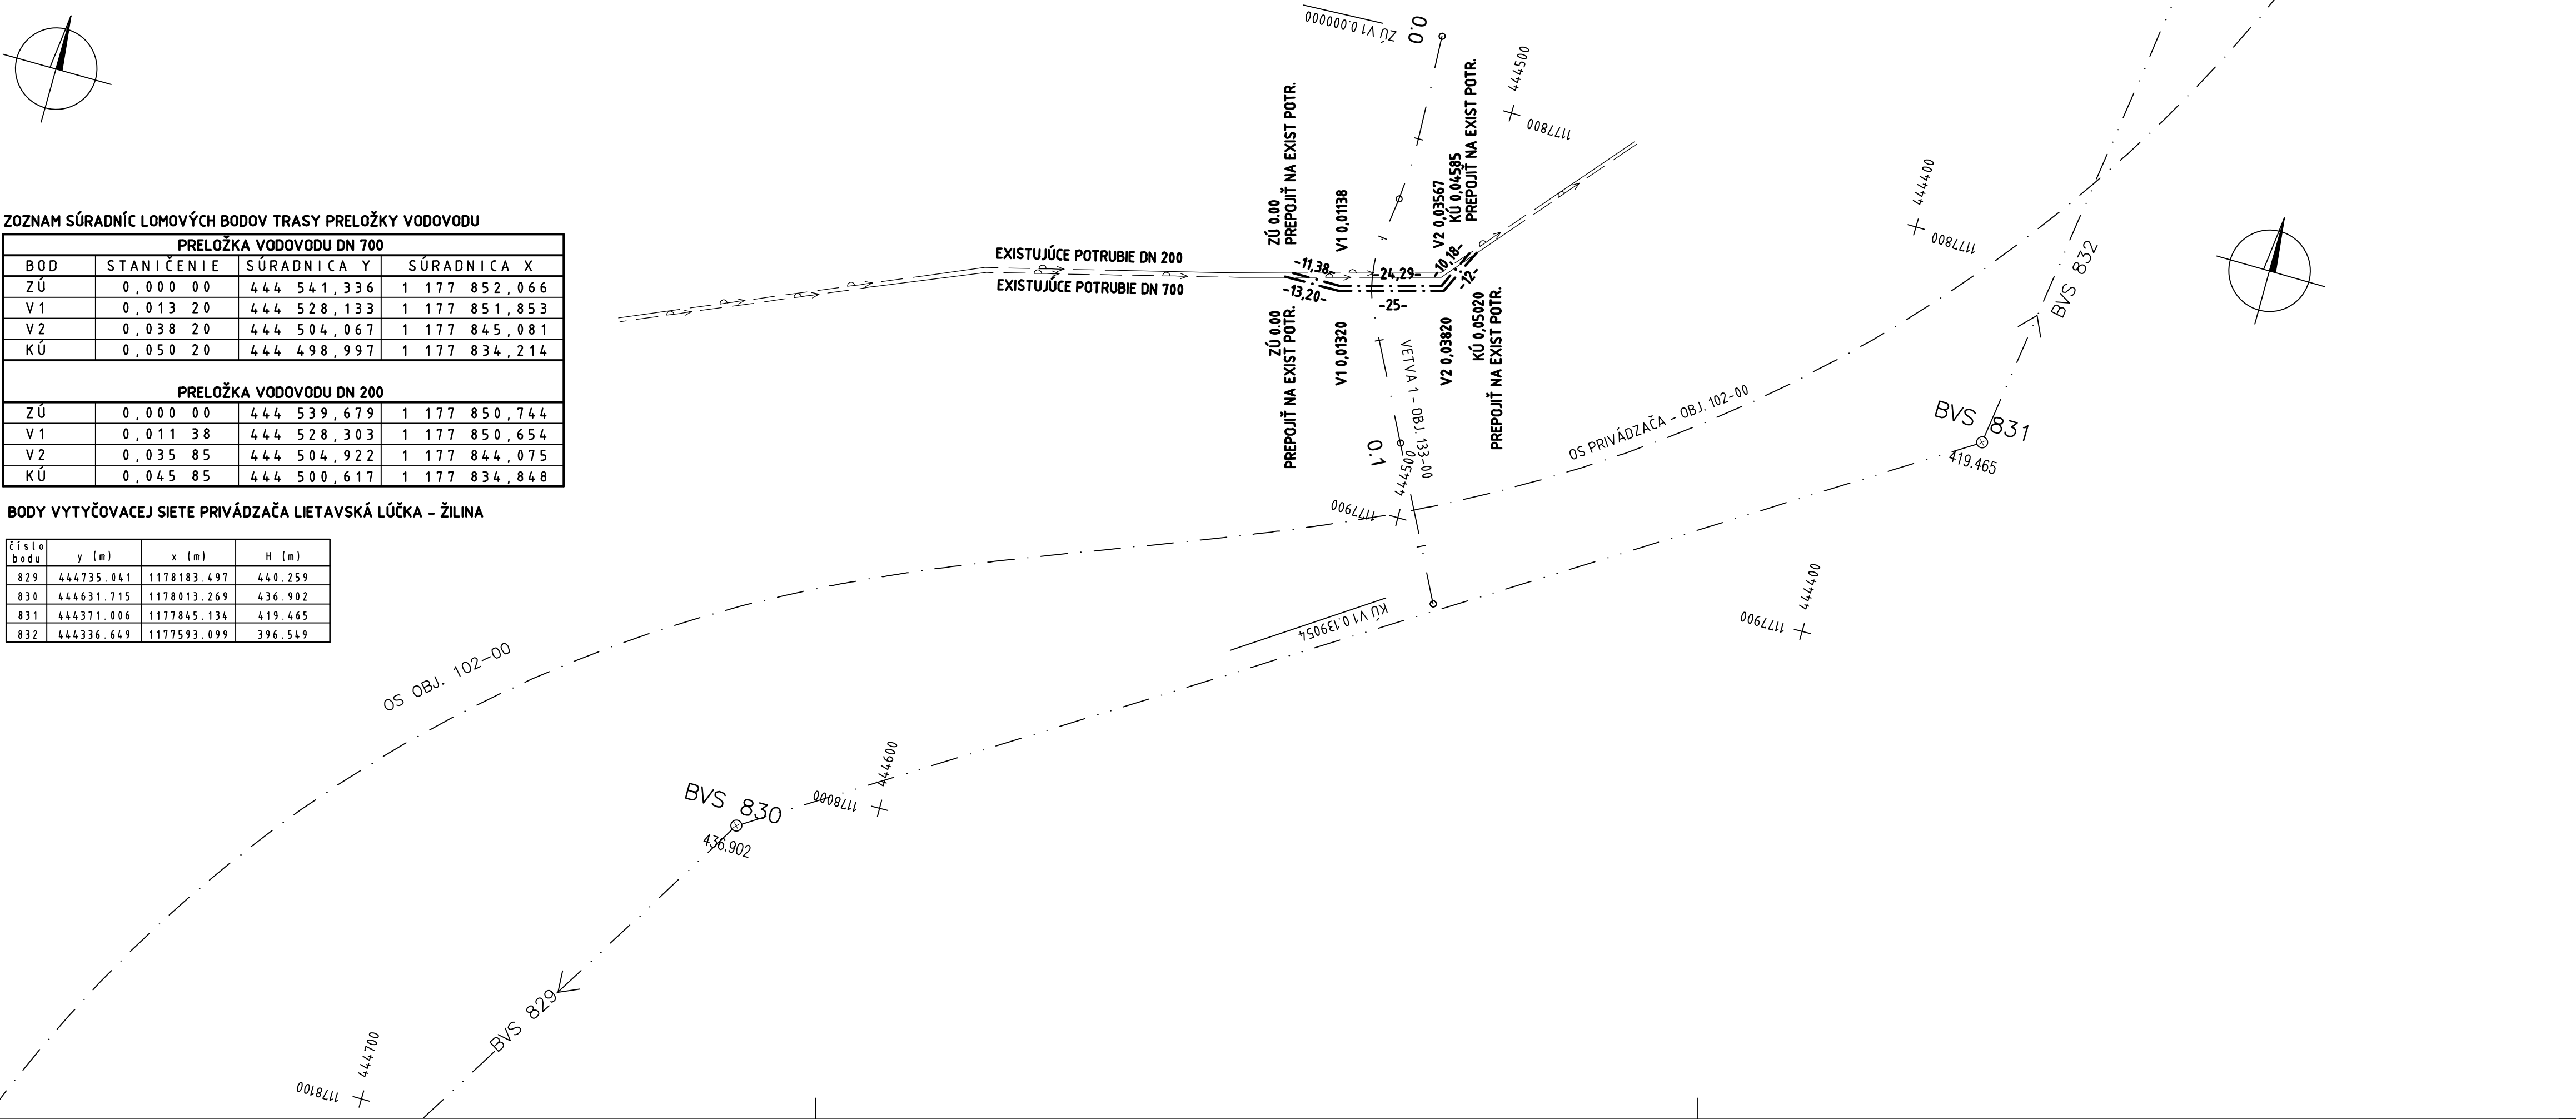 ZOZNAM SÚRADNÍC LOMOVÝCH BODOV TRASY PRELOŽKY VODOVODU
PRELOŽKA VODOVODU DN 700
BOD STANIČENIE SÚRADNICA Y SÚRADNICA X
ZÚ 0,000 00 444 541,336 1 177 852,066
V1 0,013 20 444 528,133 1 177 851,853
V2 0,038 20 444 504,067 1 177 845,081
KÚ 0,050 20 444 498,997 1 177 834,214
PRELOŽKA VODOVODU DN 200
ZÚ 0,000 00 444 539,679 1 177 850,744
V1 0,011 38 444 528,303 1 177 850,654
V2 0,035 85 444 504,922 1 177 844,075
KÚ 0,045 85 444 500,617 1 177 834,848
BODY VYTYČOVACEJ SIETE PRIVÁDZAČA LIETAVSKÁ LÚČKA - ŽILINA
číslo bodu y (m) x (m) H (m)
829 444735.041 1178183.497 440.259
830 444631.715 1178013.269 436.902
831 444371.006 1177845.134 419.465
832 444336.649 1177593.099 396.549
ZÚ V1 0.000000
0.0
444500
1177800
ZÚ 0.00
PREPOJIŤ NA EXIST POTR.
V1 0,01138
V2 0,03567
KÚ 0,04585
PREPOJIŤ NA EXIST POTR.
EXISTUJÚCE POTRUBIE DN 200
EXISTUJÚCE POTRUBIE DN 700
-11,38-
-24,29-
-10,18-
-13,20-
-25-
-12-
ZÚ 0.00
PREPOJIŤ NA EXIST POTR.
V1 0,01320
V2 0,03820
KÚ 0,05020
PREPOJIŤ NA EXIST POTR.
VETVA 1 - OBJ. 133-00
0.1
444500
1177900
444400
1177800
BVS 832
BVS 831
419.465
OS PRIVÁDZAČA - OBJ. 102-00
444400
1177900
KÚ V1 0.139054
OS OBJ. 102-00
444600
1178000
BVS 830
436.902
BVS 829
444700
1178100